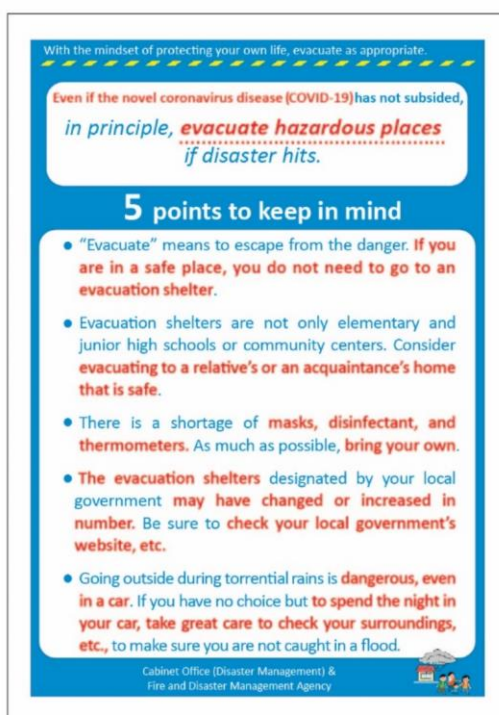 With the mindset of protecting your own life, evacuate as appropriate.
Even if the novel coronavirus disease (COVID-19) has not subsided,
in principle, evacuate hazardous places
if disaster hits.
5 points to keep in mind
● "Evacuate" means to escape from the danger. If you
are in a safe place, you do not need to go to an
evacuation shelter.
● Evacuation shelters are not only elementary and
junior high schools or community centers. Consider
evacuating to a relative's or an acquaintance's home
that is safe.
● There is a shortage of masks, disinfectant, and
thermometers. As much as possible, bring your own.
● The evacuation shelters designated by your local
government may have changed or increased in
number. Be sure to check your local government's
website, etc.
● Going outside during torrential rains is dangerous, even
in a car. If you have no choice but to spend the night in
your car, take great care to check your surroundings,
etc., to make sure you are not caught in a flood.
Cabinet Office (Disaster Management) &
Fire and Disaster Management Agency